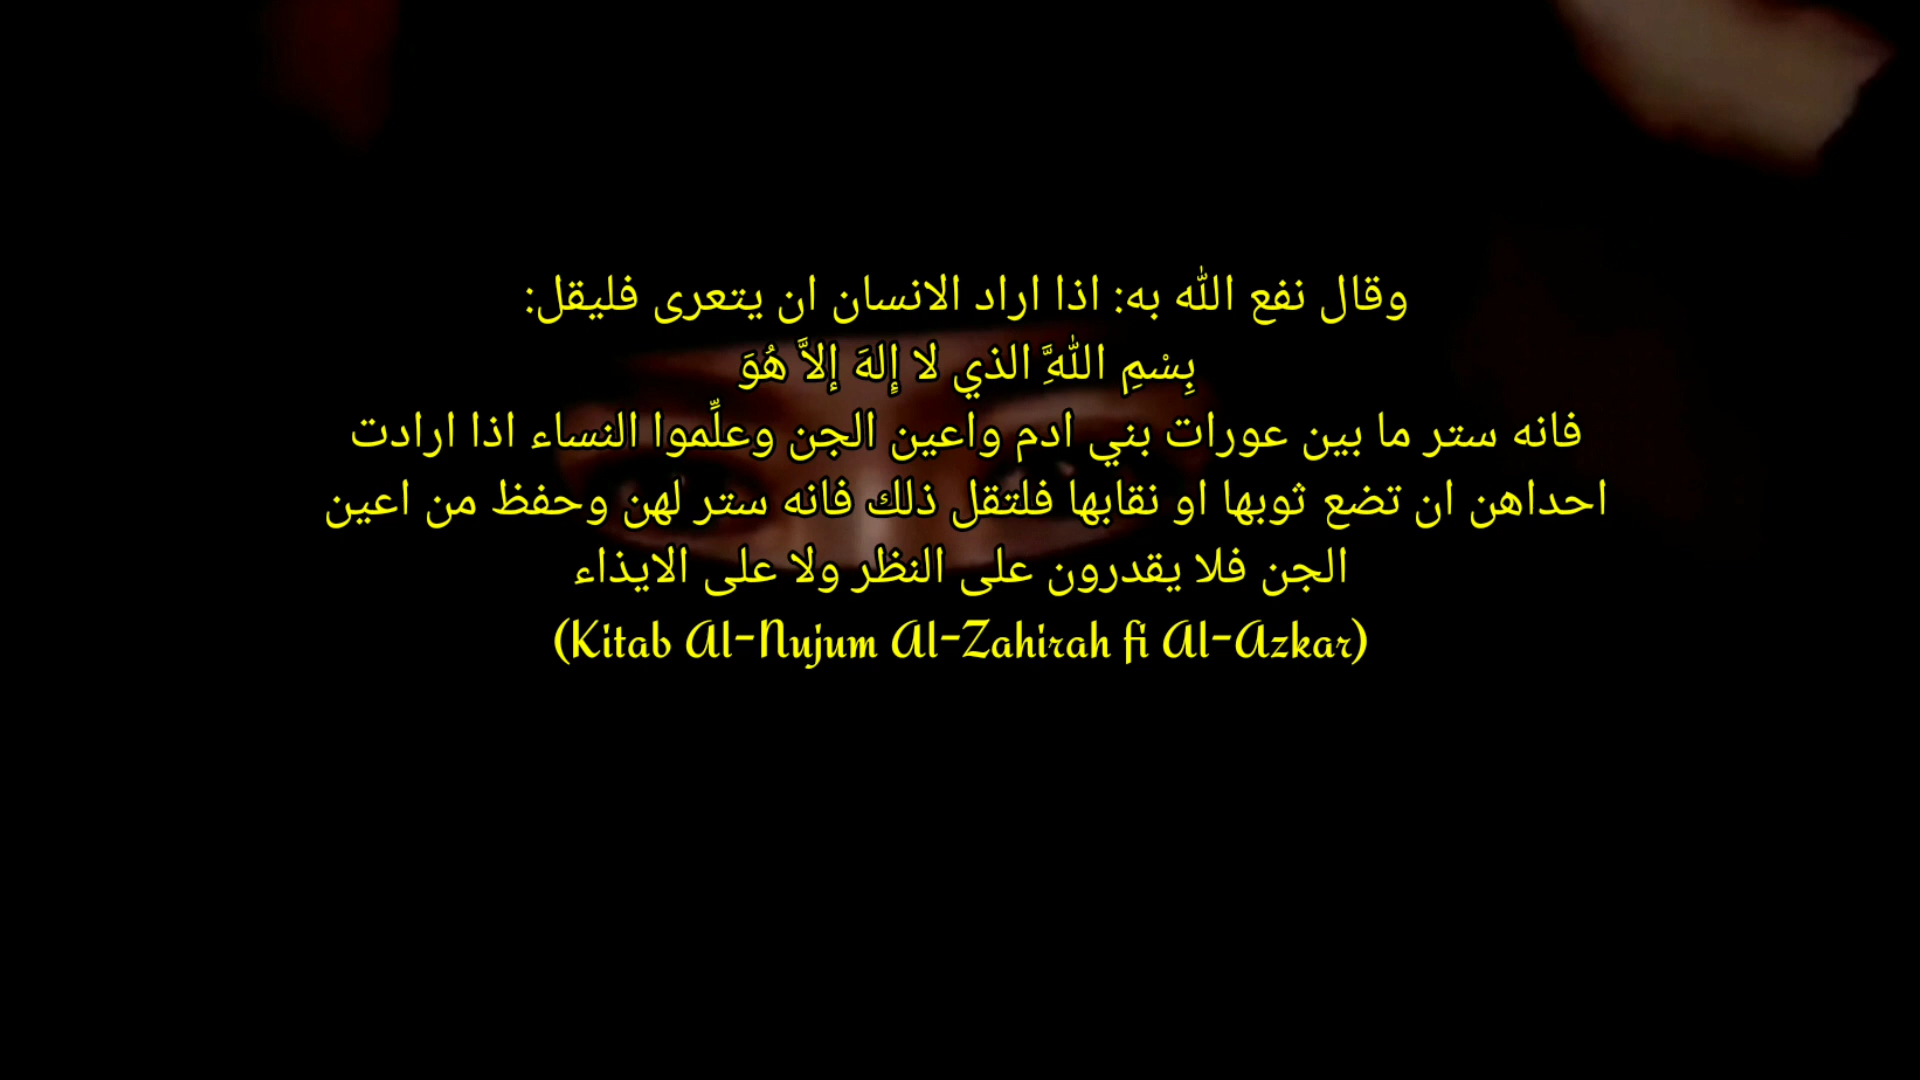 وقال نفع الله به: اذا اراد الانسان ان يتعرى فليقل:
بِسْمِ اللهَِّ الذي لا إِلهَ إلاَّ هُوَ
فانه ستر ما بين عورات بني ادم واعين الجن وعلِّموا النساء اذا ارادت
احداهن ان تضع ثوبها او نقابها فلتقل ذلك فانه ستر لهن وحفظ من اعين
الجن فلا يقدرون على النظر ولا على الايذاء
(Kitab Al-Nujum Al-Zahirah fi Al-Azkar)